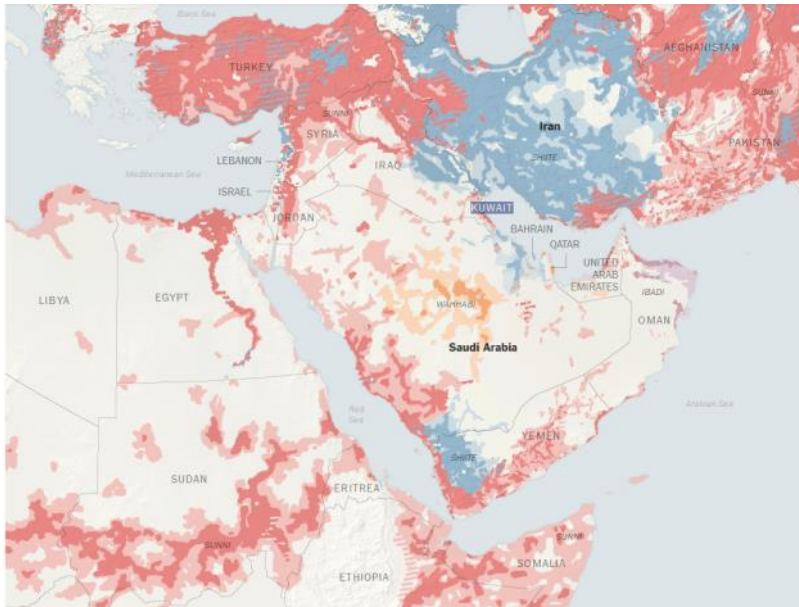 Black Sea
TURKEY
AFGHANISTAN
SUNNI
SUNNI
SYRIA
Iran
PAKISTAN
LEBANON
Mediterranean Sea
IRAQ
SHIITE
ISRAEL
KUWAIT
JORDAN
BAHRAIN
QATAR
UNITED
ARAB
EMIRATES
LIBYA
EGYPT
WAHHABI
IBADI
OMAN
Saudi Arabia
Red
Sea
Arabian Sea
YEMEN
SHIITE
SUDAN
ERITREA
SUNNI
SUNNI
ETHIOPIA
SOMALIA